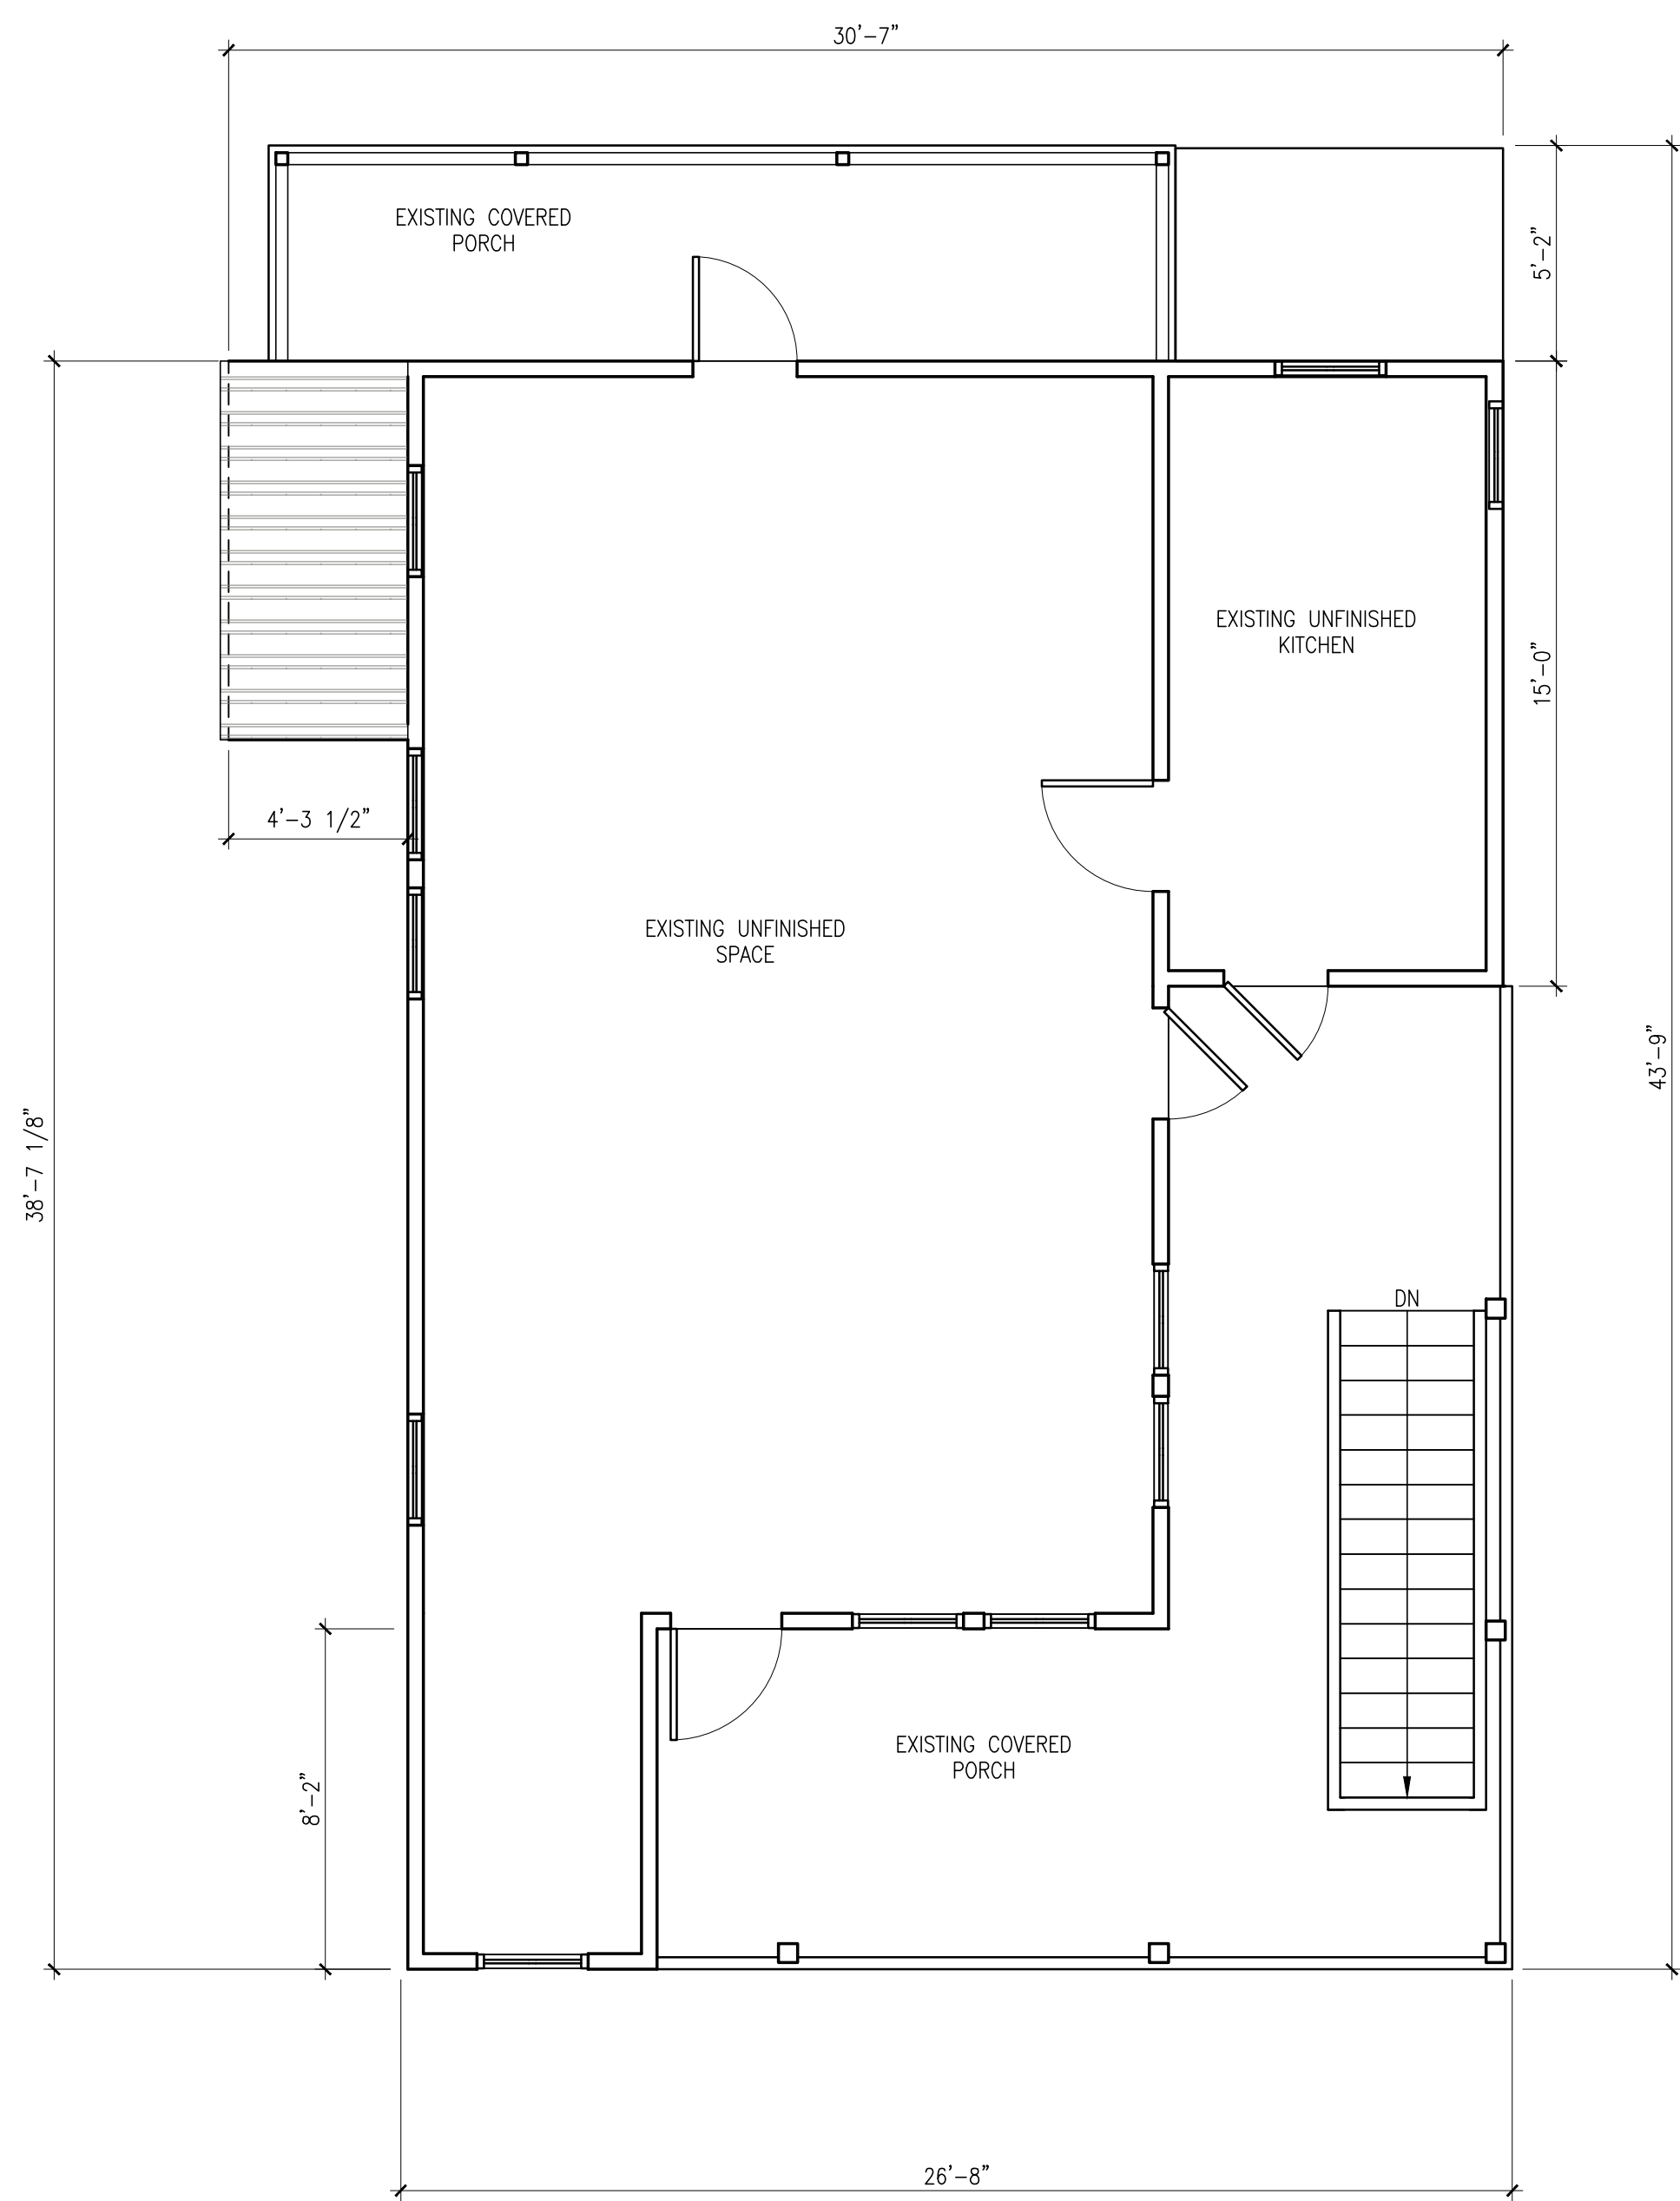 30'-7"
EXISTING COVERED
PORCH
5'-2"
EXISTING UNFINISHED
KITCHEN
15'-0"
4'-3 1/2"
EXISTING UNFINISHED
SPACE
43'-9"
38'-7 1/8"
DN
EXISTING COVERED
PORCH
8'-2"
26'-8"